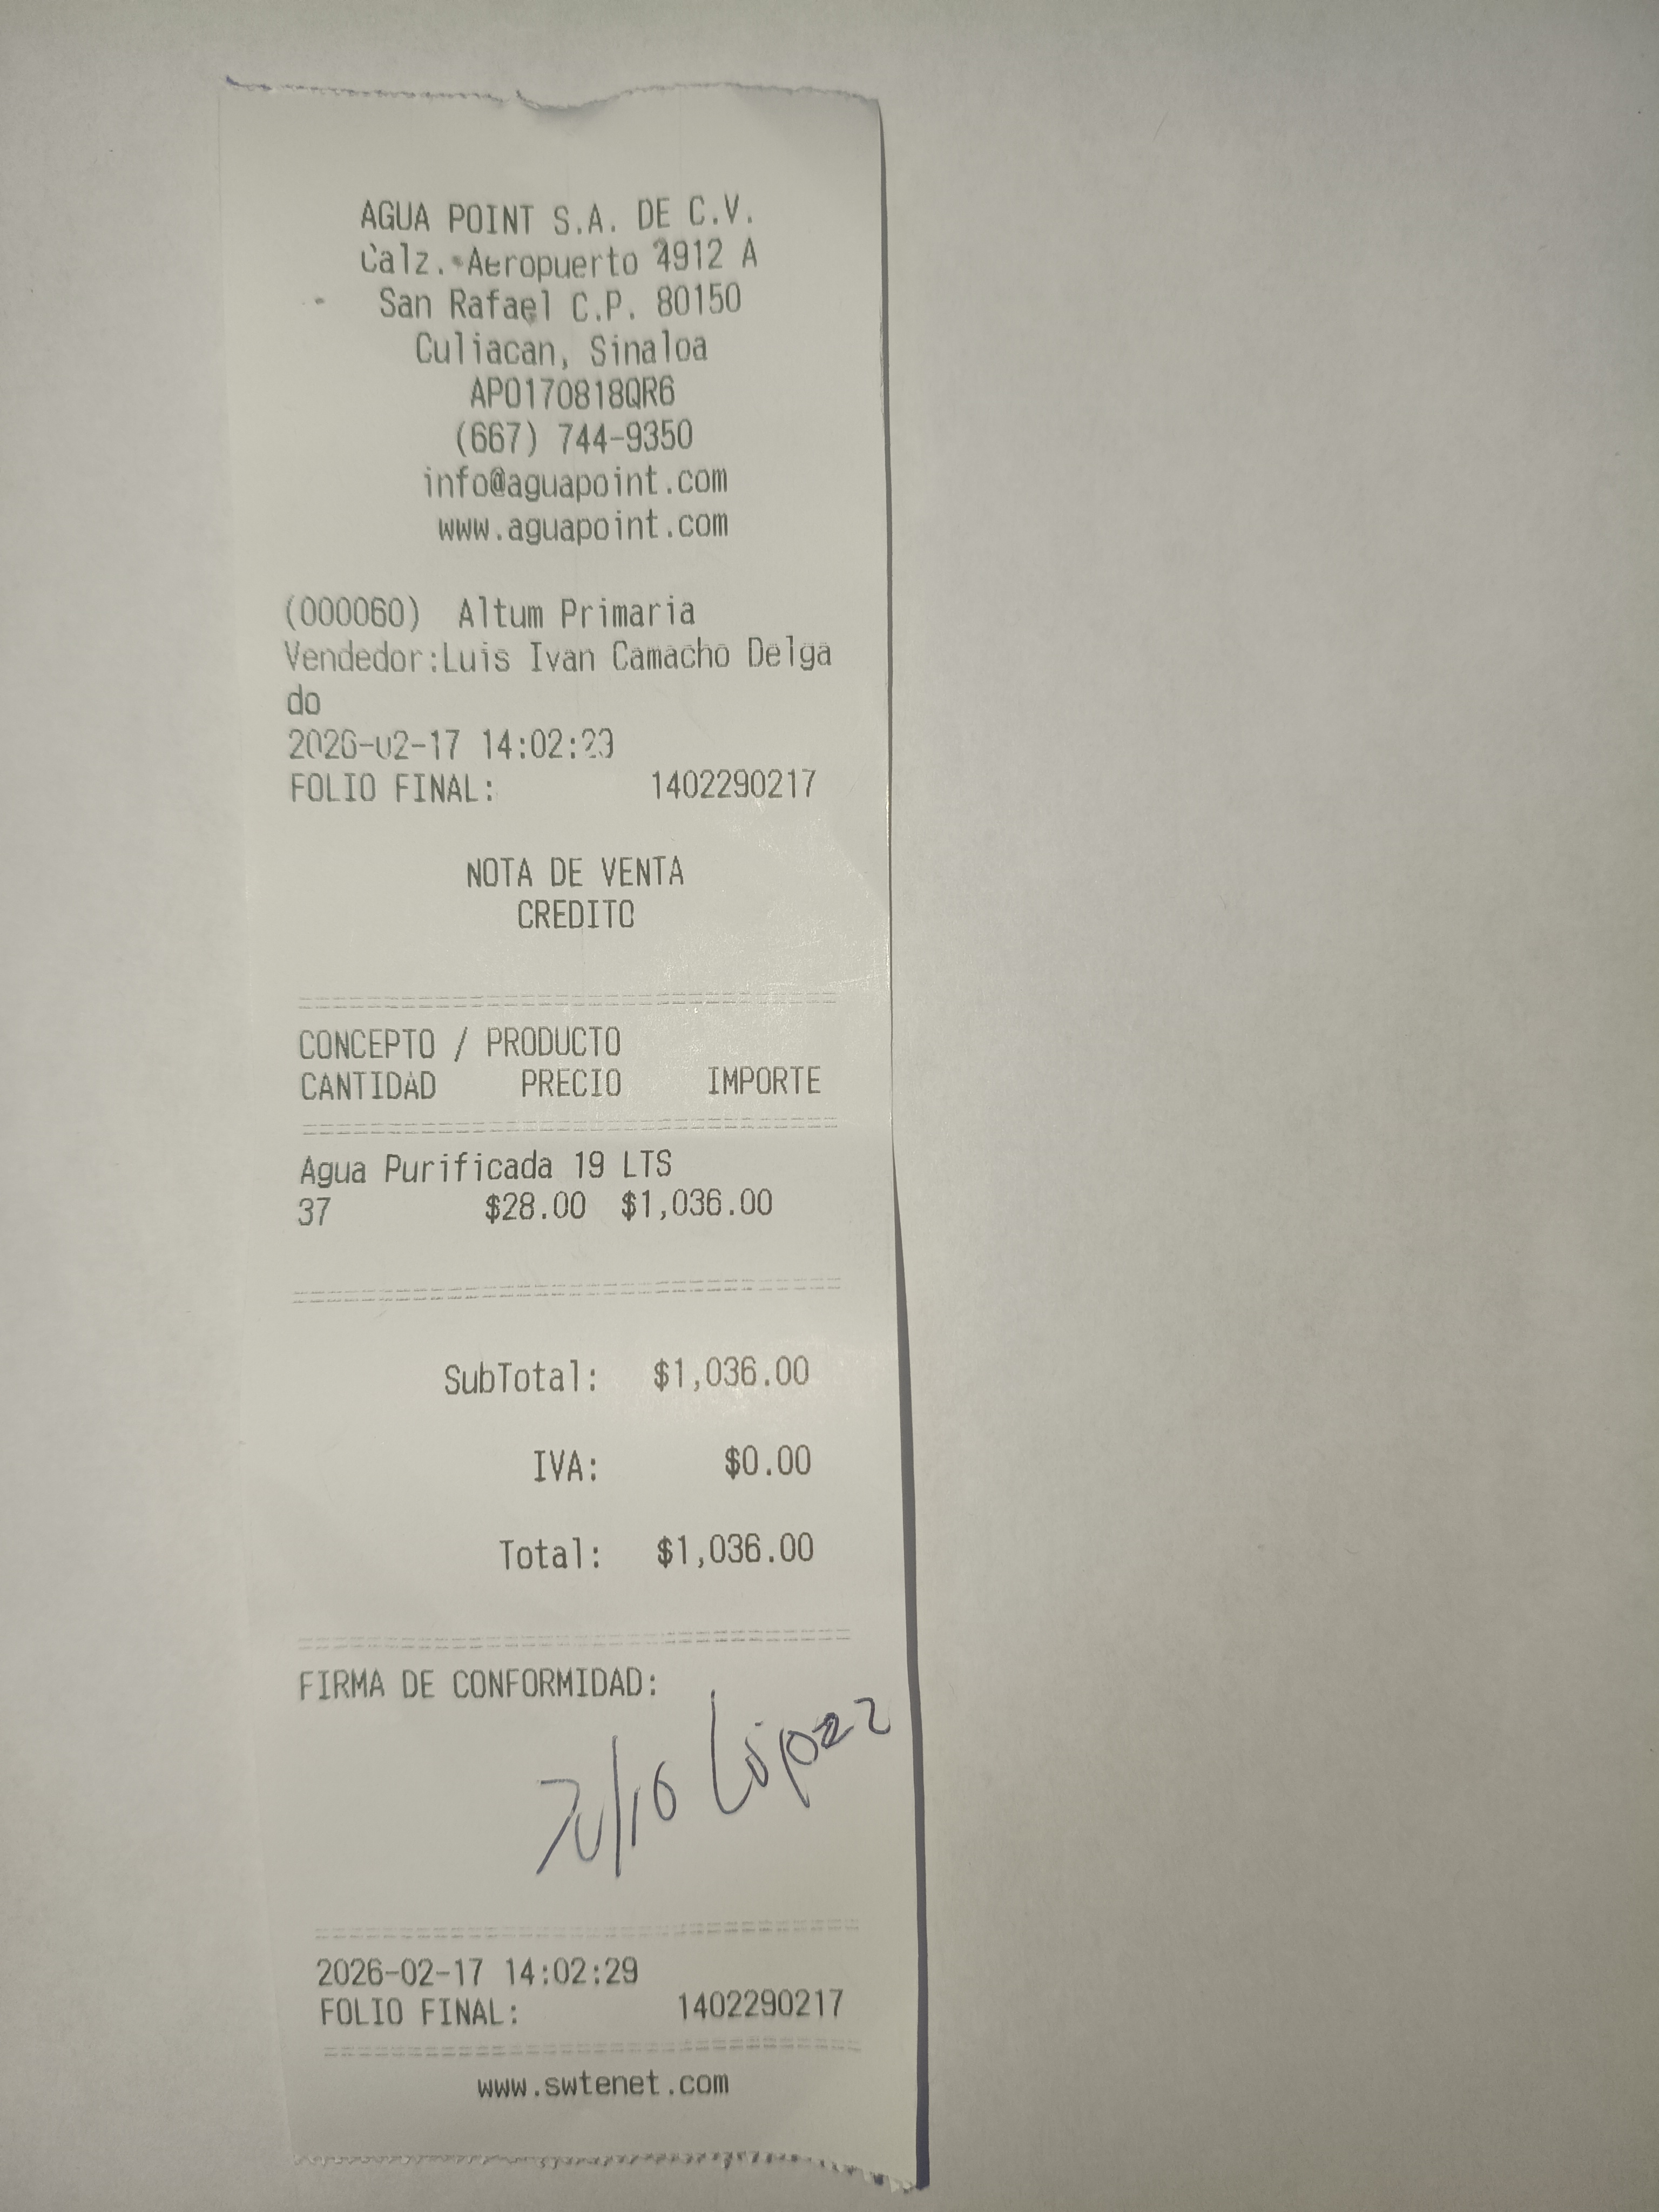 AGUA POINT S.A. DE C.V.
Calz. Aeropuerto 4912 A
San Rafael C.P. 80150
Culiacan, Sinaloa
APO170818QR6
(667) 744-9350
info@aguapoint.com
www.aguapoint.com
(000060) Altum Primaria
Vendedor:Luis Ivan Camacho Delga
do
2026-02-17 14:02:29
FOLIO FINAL: 1402290217
NOTA DE VENTA
CREDITO
CONCEPTO / PRODUCTO
CANTIDAD PRECIO IMPORTE
Agua Purificada 19 LTS
37 $28.00 $1,036.00
SubTotal: $1,036.00
IVA: $0.00
Total: $1,036.00
FIRMA DE CONFORMIDAD:
Julio López
2026-02-17 14:02:29
FOLIO FINAL: 1402290217
www.swtenet.com